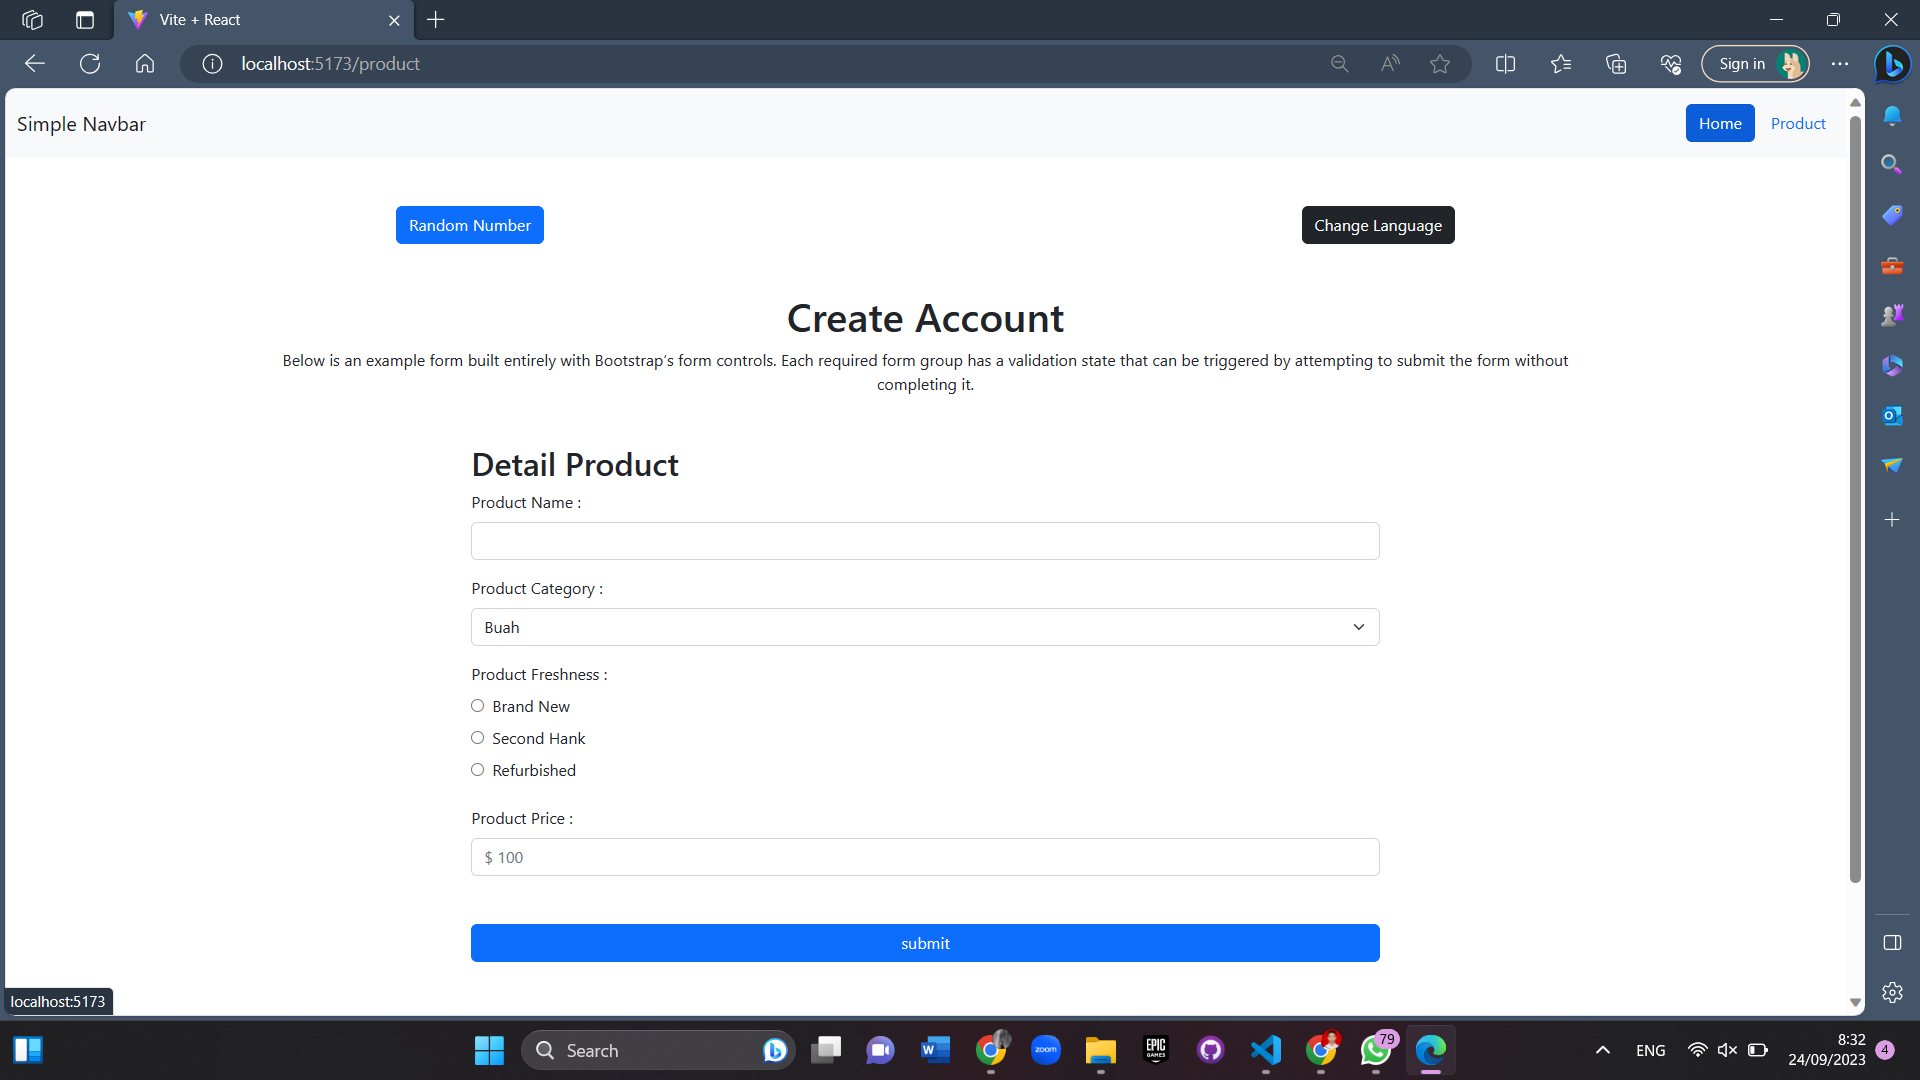 Vite + React
localhost:5173/product
Sign in
Simple Navbar
Home
Product
Random Number
Change Language
Create Account
Below is an example form built entirely with Bootstrap’s form controls. Each required form group has a validation state that can be triggered by attempting to submit the form without
completing it.
Detail Product
Product Name :
Product Category :
Buah
Product Freshness :
Brand New
Second Hank
Refurbished
Product Price :
$ 100
submit
localhost:5173
Search
zoom
EPIC
GAMES
79
ENG
8:32
24/09/2023
4